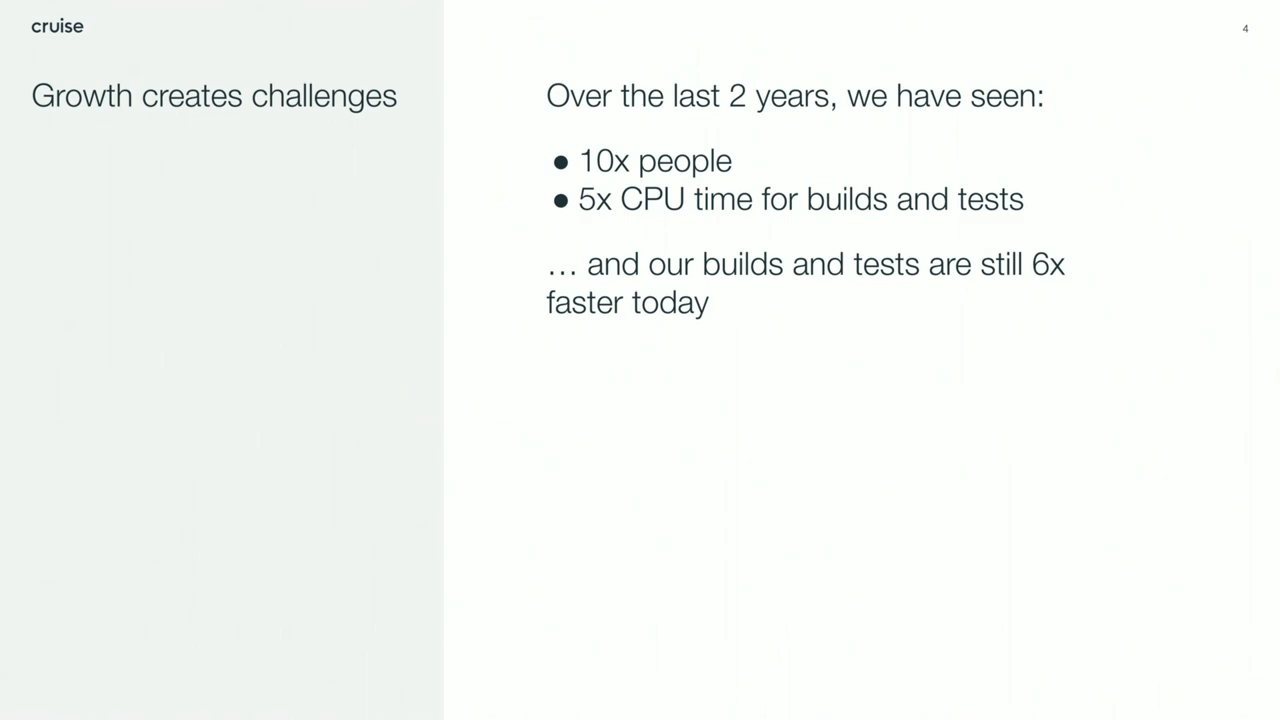 cruise
4
Growth creates challenges
Over the last 2 years, we have seen:
● 10x people
● 5x CPU time for builds and tests
… and our builds and tests are still 6x
faster today